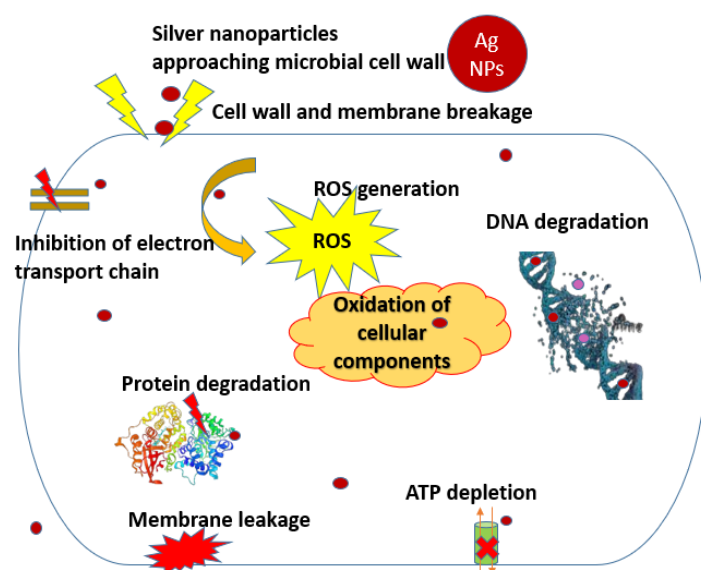 Silver nanoparticles
approaching microbial cell wall
Ag
NPs
Cell wall and membrane breakage
ROS generation
ROS
DNA degradation
Inhibition of electron
transport chain
Oxidation of
cellular
components
Protein degradation
ATP depletion
Membrane leakage